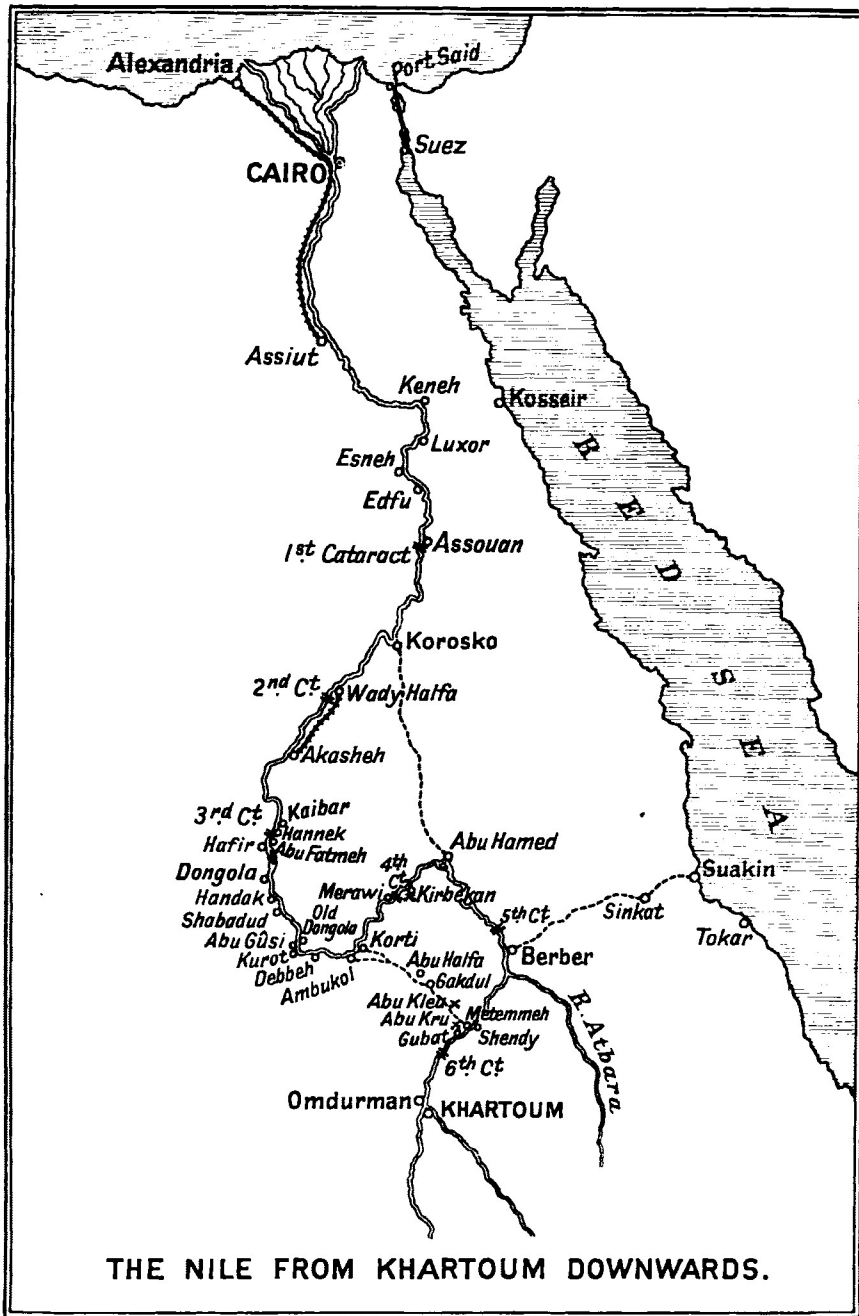 Alexandria
Port Said
Suez
CAIRO
Assiut
Keneh
Kosseir
Luxor
Esneh
Edfu
1st Cataract
Assouan
RED SEA
Korosko
2nd Ct.
Wady Halfa
Akasheh
3rd Ct.
Kaibar
Hannek
Hafir
Abu Fatmeh
Dongola
Handak
Shabadud
Abu Gûsi
Kurot
Debbeh
Ambukol
Old
Dongola
Korti
Merawi
4th
Ct.
Kirbekan
Abu Hamed
5th Ct.
Berber
Sinkat
Suakin
Tokar
Abu Halfa
Gakdul
Abu Klea
Abu Kru
Metemmeh
Gubat
Shendy
6th Ct.
R. Atbara
Omdurman
KHARTOUM
THE NILE FROM KHARTOUM DOWNWARDS.